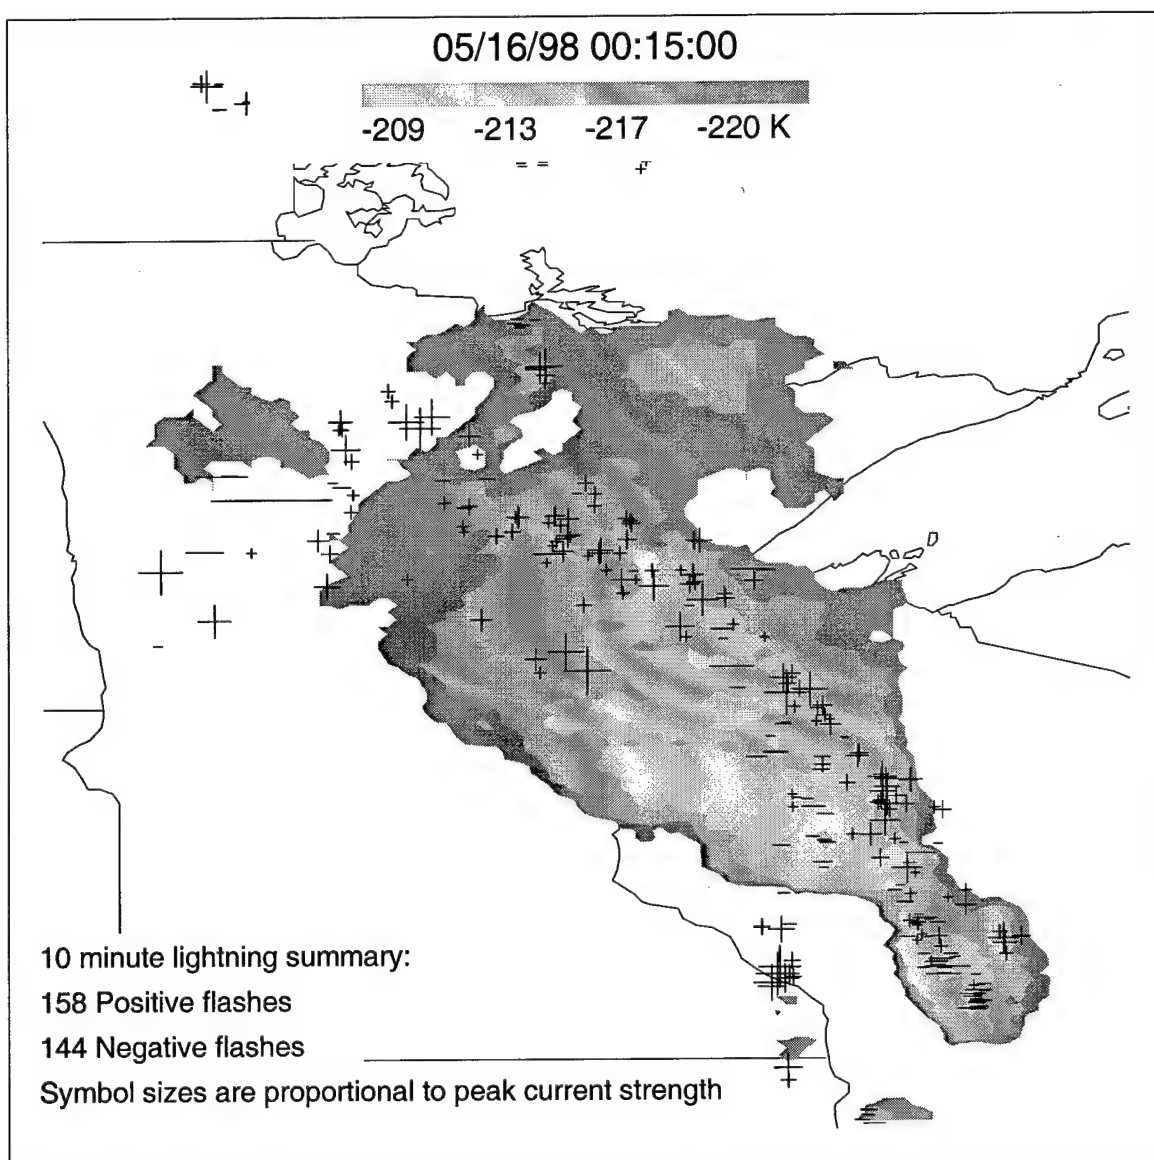 05/16/98 00:15:00
-209 -213 -217 -220 K
10 minute lightning summary:
158 Positive flashes
144 Negative flashes
Symbol sizes are proportional to peak current strength